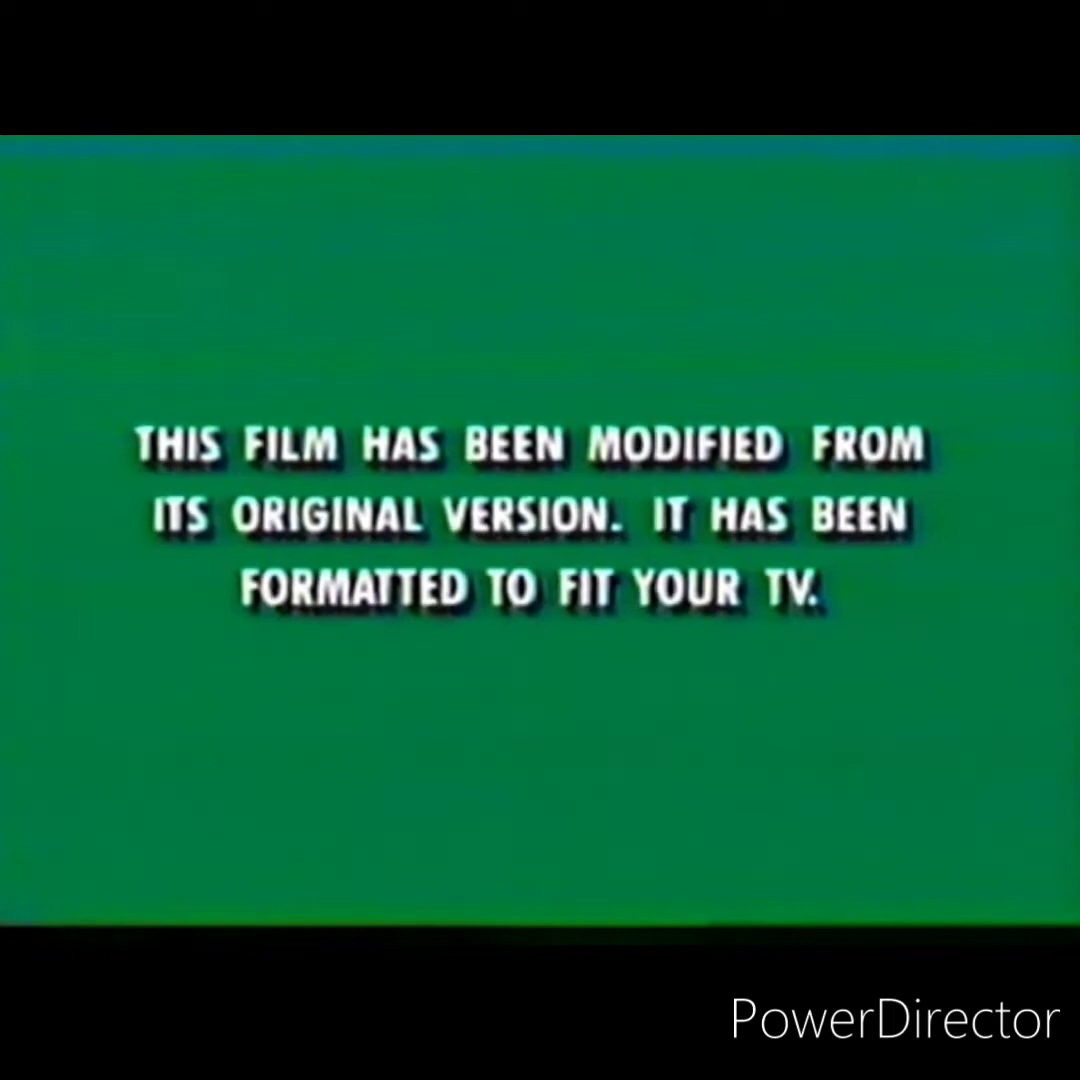 THIS FILM HAS BEEN MODIFIED FROM
ITS ORIGINAL VERSION. IT HAS BEEN
FORMATTED TO FIT YOUR TV.
PowerDirector